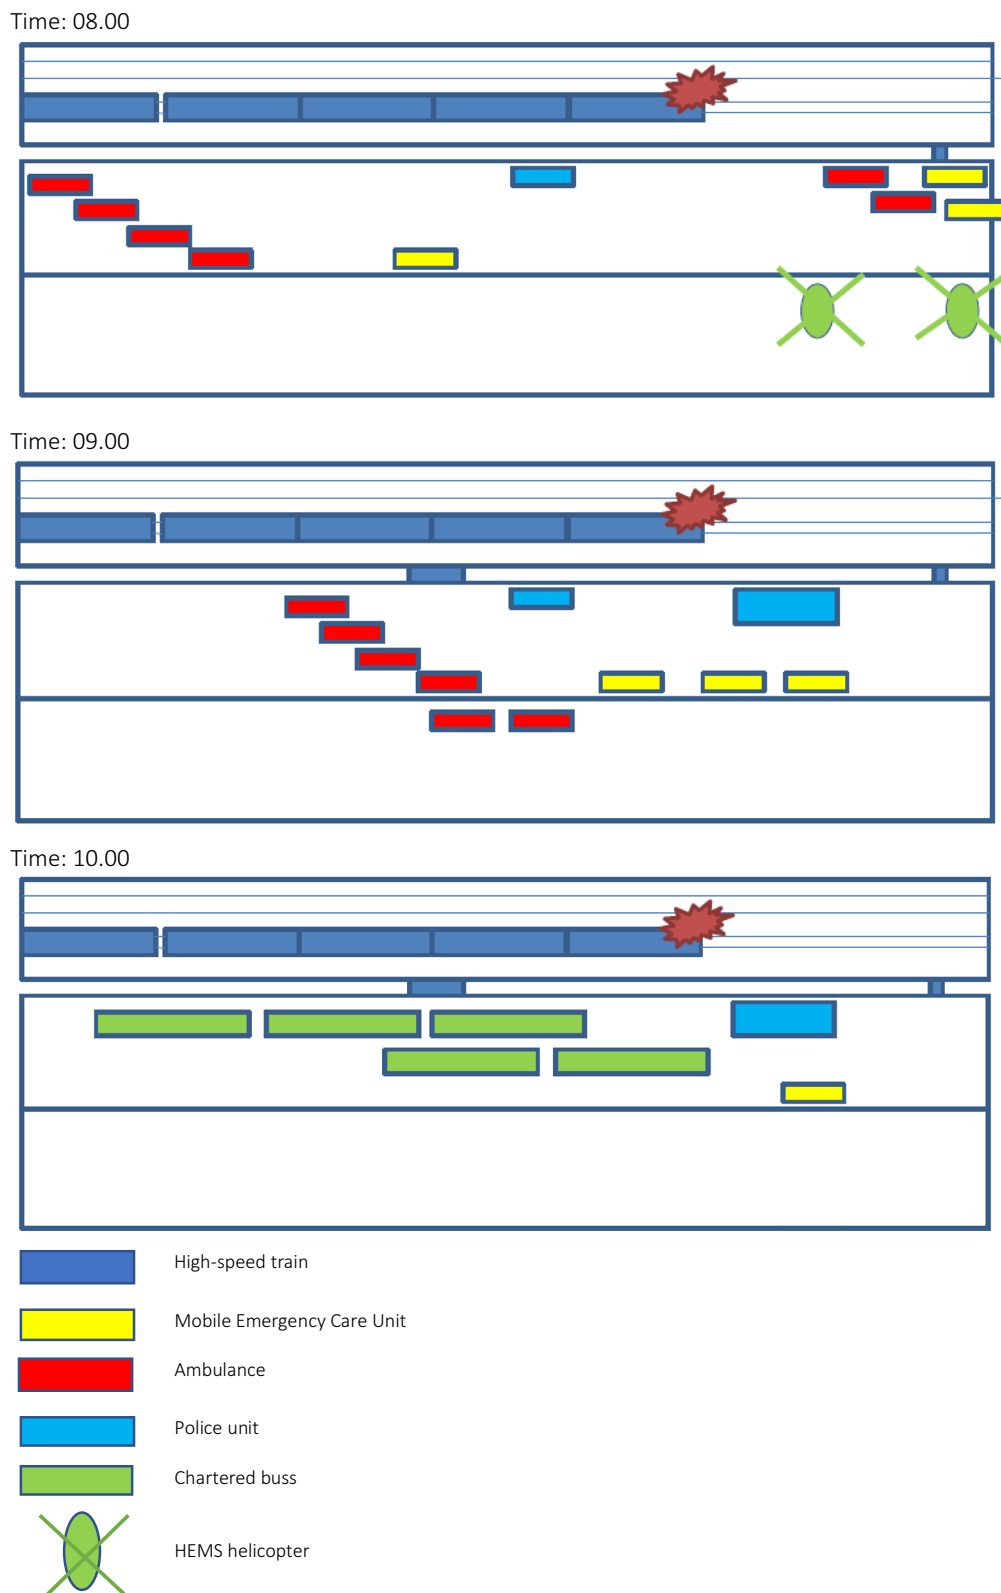 Time: 08.00
Time: 09.00
Time: 10.00
High-speed train
Mobile Emergency Care Unit
Ambulance
Police unit
Chartered buss
HEMS helicopter